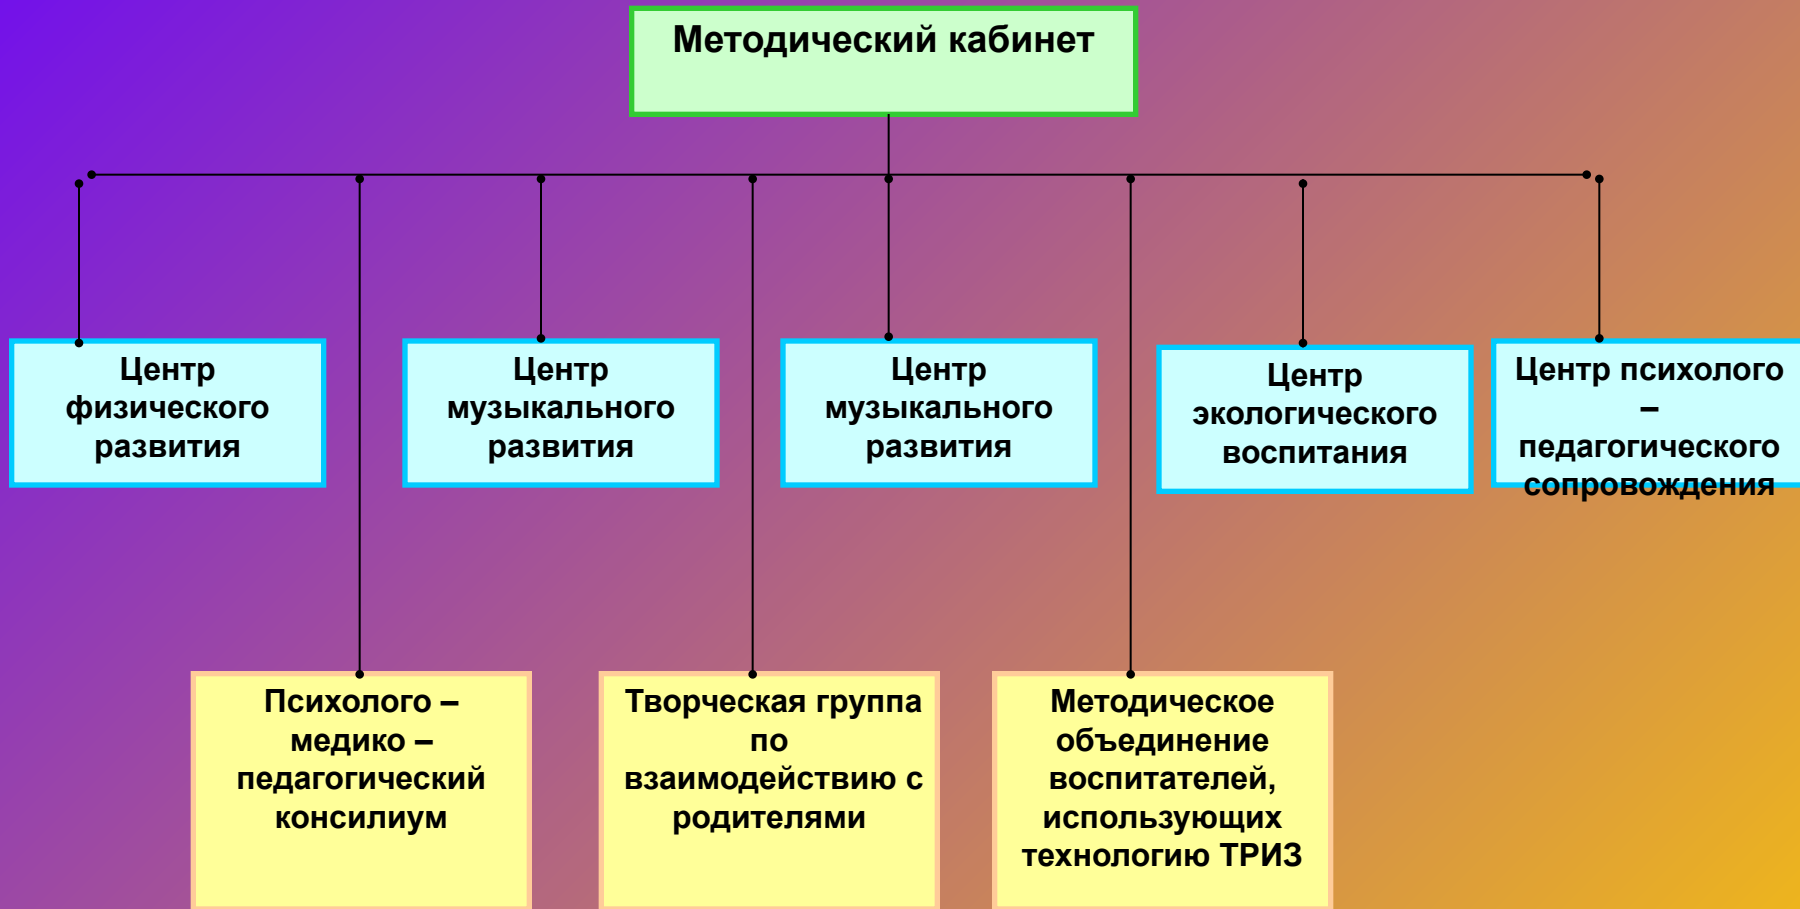 Методический кабинет
Центр
физического
развития
Центр
музыкального
развития
Центр
музыкального
развития
Центр
экологического
воспитания
Центр психолого
–
педагогического
сопровождения
Психолого –
медико –
педагогический
консилиум
Творческая группа
по
взаимодействию с
родителями
Методическое
объединение
воспитателей,
использующих
технологию ТРИЗ